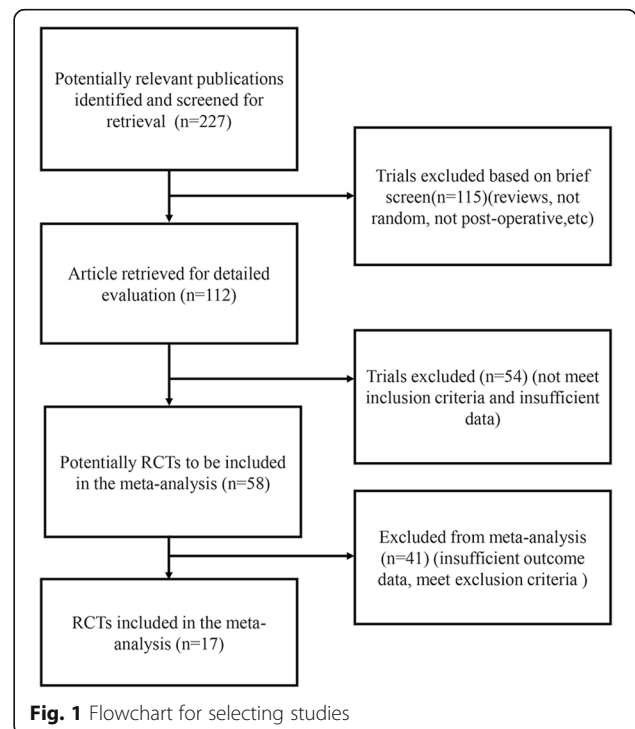 Potentially relevant publications
identified and screened for
retrieval (n=227)
Trials excluded based on brief
screen(n=115)(reviews, not
random, not post-operative,etc)
Article retrieved for detailed
evaluation (n=112)
Trials excluded (n=54) (not meet
inclusion criteria and insufficient
data)
Potentially RCTs to be included
in the meta-analysis (n=58)
Excluded from meta-analysis
(n=41) (insufficient outcome
data, meet exclusion criteria )
RCTs included in the meta-
analysis (n=17)
Fig. 1 Flowchart for selecting studies